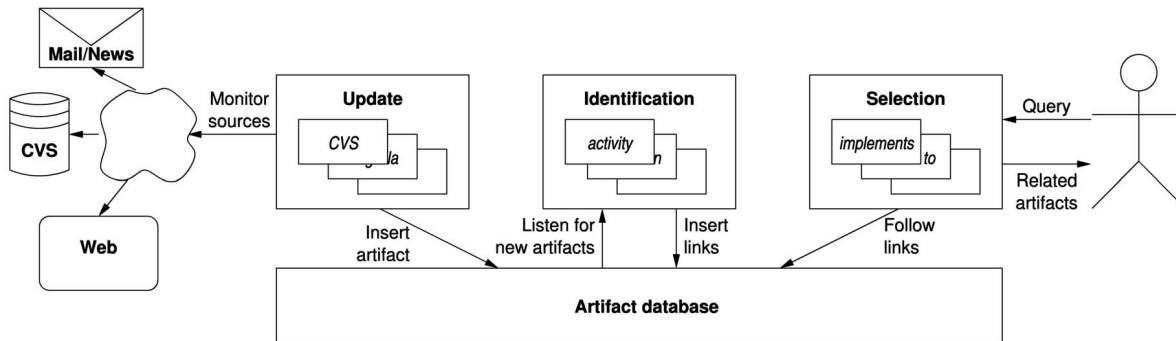 Mail/News
CVS
Web
Monitor
sources
Update
CVS
Insert
artifact
Identification
activity
Listen for
new artifacts
Insert
links
Selection
implements
to
Follow
links
Query
Related
artifacts
Artifact database